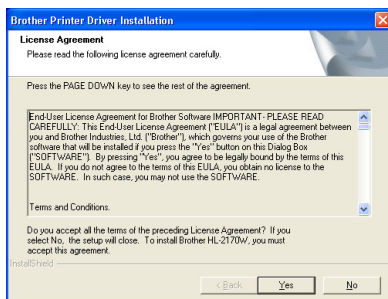 Brother Printer Driver Installation
License Agreement
Please read the following license agreement carefully.
Press the PAGE DOWN key to see the rest of the agreement.
End-User License Agreement for Brother Software IMPORTANT - PLEASE READ
CAREFULLY: This End-User License Agreement ("EULA") is a legal agreement between
you and Brother Industries, Ltd. ("Brother"), which governs your use of the Brother
software that will be installed if you press the "Yes" button on this Dialog Box
("SOFTWARE"). By pressing "Yes", you agree to be legally bound by the terms of this
EULA. If you do not agree to the terms of this EULA, you obtain no license to the
SOFTWARE. In such case, you may not use the SOFTWARE.
Terms and Conditions.
Do you accept all the terms of the preceding License Agreement? If you
select No, the setup will close. To install Brother HL-2170W, you must
accept this agreement.
InstallShield
< Back
Yes
No